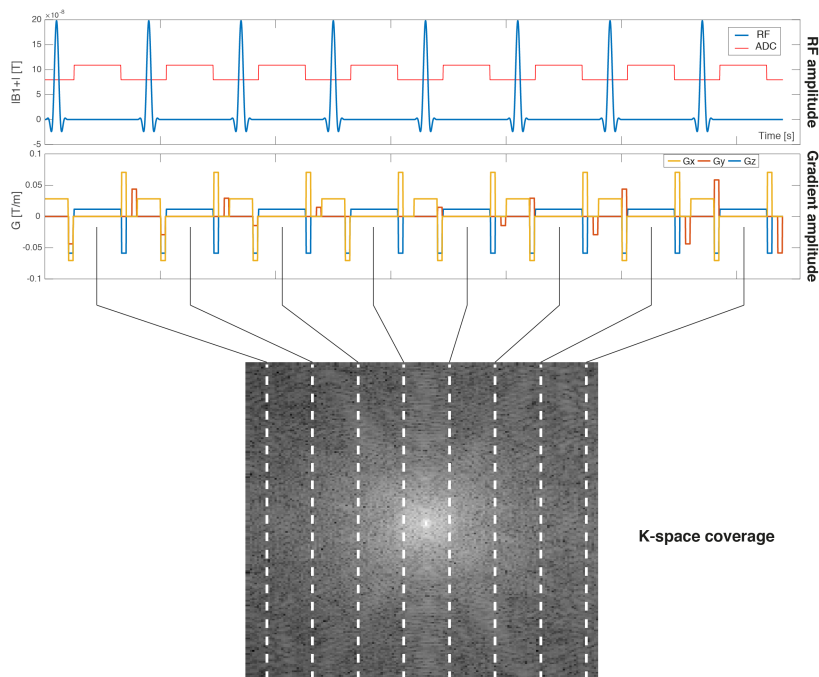 ×10⁻⁸
20
15
10
5
0
-5
IB1+I [T]
RF
ADC
Time [s]
RF amplitude
0.1
0.05
0
-0.05
-0.1
G [T/m]
Gx Gy Gz
Gradient amplitude
K-space coverage